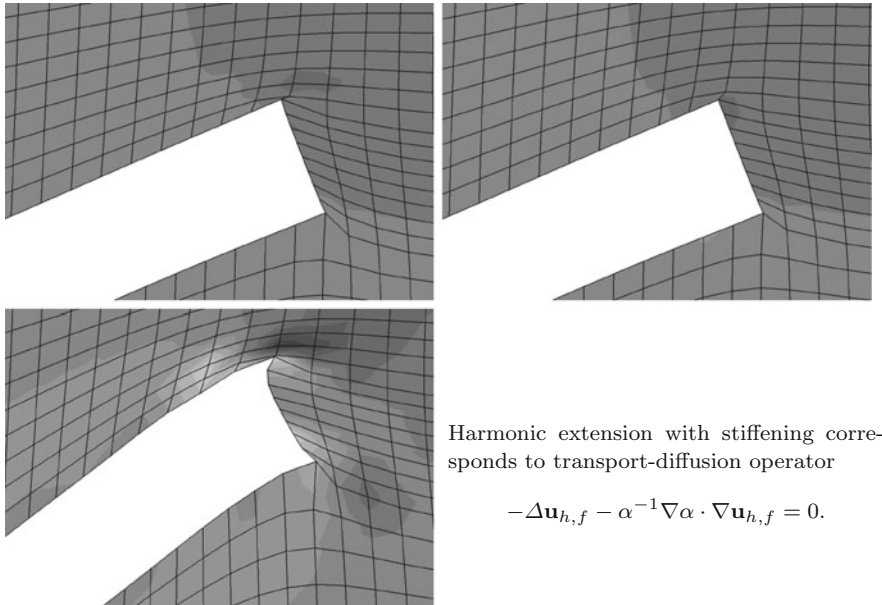 Harmonic extension with stiffening corre-
sponds to transport-diffusion operator
−Δu_{h,f} − α^{−1}∇α · ∇u_{h,f} = 0.